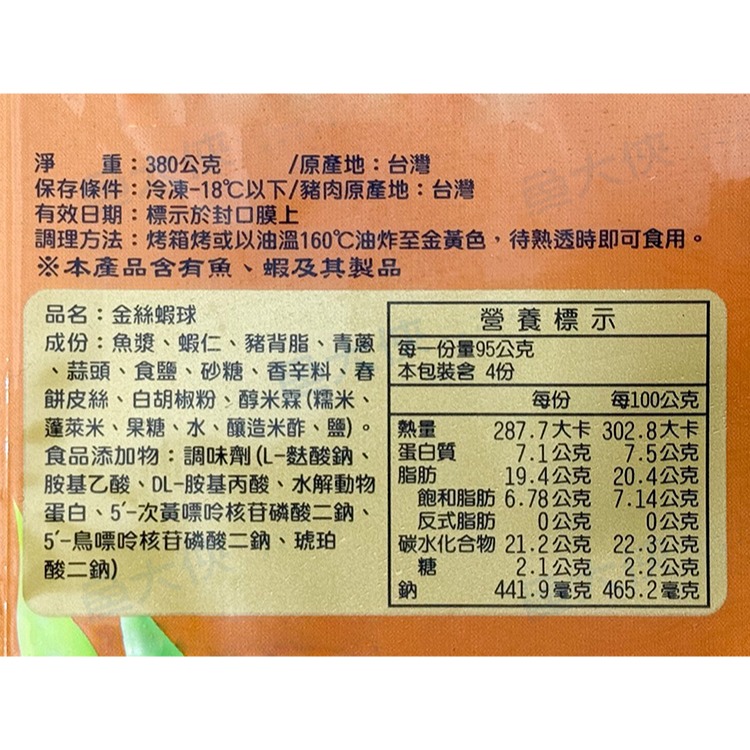 淨　　重：380公克　　/原產地：台灣
保存條件：冷凍-18℃以下/豬肉原產地：台灣
有效日期：標示於封口膜上
調理方法：烤箱烤或以油溫160℃油炸至金黃色，待熟透時即可食用。
※本產品含有魚、蝦及其製品
品名：金絲蝦球
成份：魚漿、蝦仁、豬背脂、青蔥
、蒜頭、食鹽、砂糖、香辛料、春
餅皮絲、白胡椒粉、醇米霖(糯米、
蓬萊米、果糖、水、釀造米酢、鹽)。
食品添加物：調味劑(L-麩酸鈉、
胺基乙酸、DL-胺基丙酸、水解動物
蛋白、5′-次黃嘌呤核苷磷酸二鈉、
5′-鳥嘌呤核苷磷酸二鈉、琥珀
酸二鈉)
營養標示
每一份量95公克
本包裝含 4份
每份　每100公克
熱量 287.7大卡 302.8大卡
蛋白質 7.1公克 7.5公克
脂肪 19.4公克 20.4公克
飽和脂肪 6.78公克 7.14公克
反式脂肪 0公克 0公克
碳水化合物 21.2公克 22.3公克
糖 2.1公克 2.2公克
鈉 441.9毫克 465.2毫克
魚大俠
魚大俠